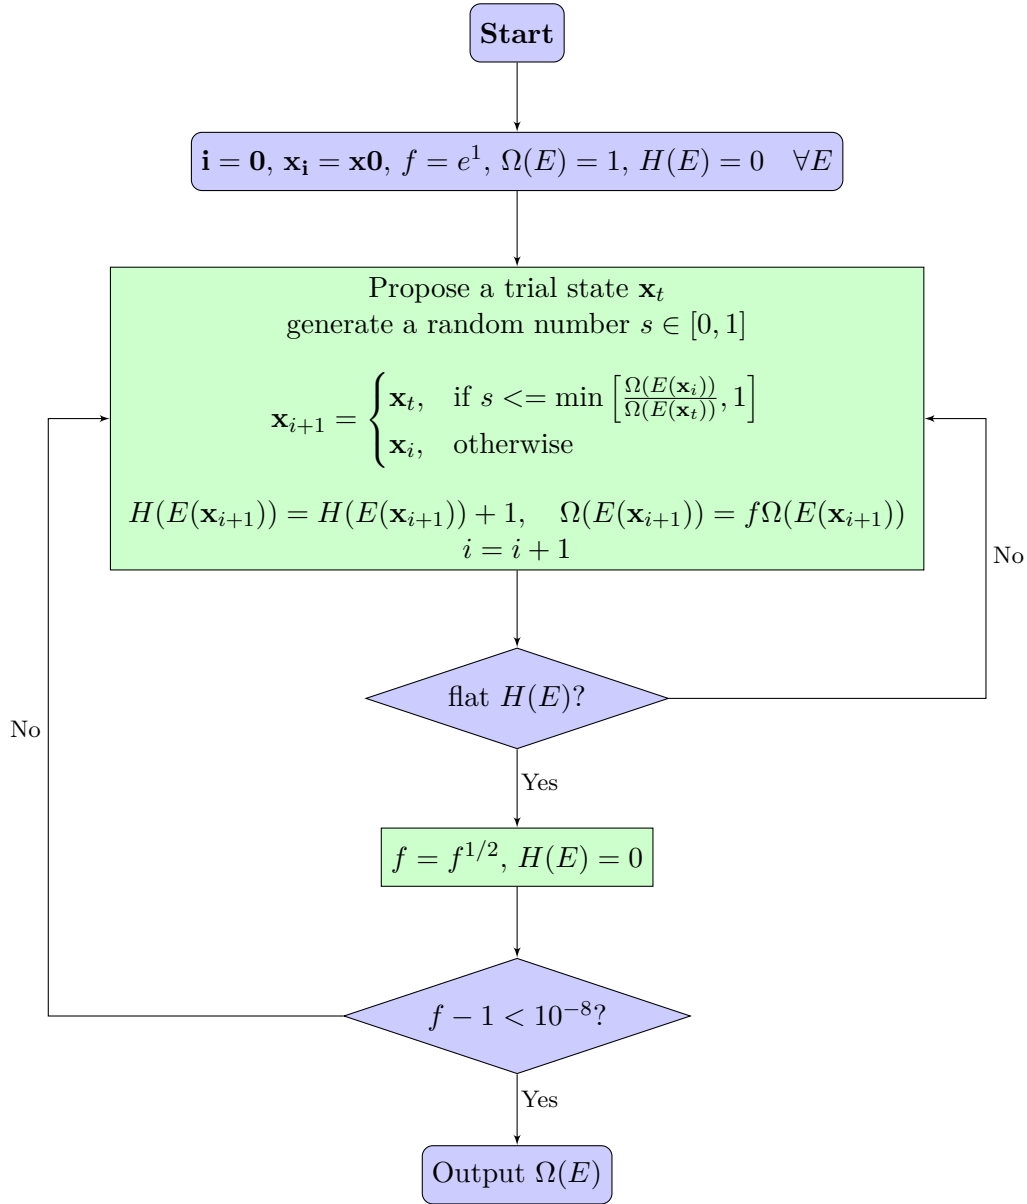 Start
i = 0, x_i = x0, f = e^1, Ω(E) = 1, H(E) = 0 ∀E
Propose a trial state x_t
generate a random number s ∈ [0, 1]
x_{i+1} = { x_t, if s <= min [ Ω(E(x_i)) / Ω(E(x_t)), 1 ]
x_i, otherwise
H(E(x_{i+1})) = H(E(x_{i+1})) + 1, Ω(E(x_{i+1})) = fΩ(E(x_{i+1}))
i = i + 1
No
flat H(E)?
No
Yes
f = f^{1/2}, H(E) = 0
f − 1 < 10^{−8}?
Yes
Output Ω(E)